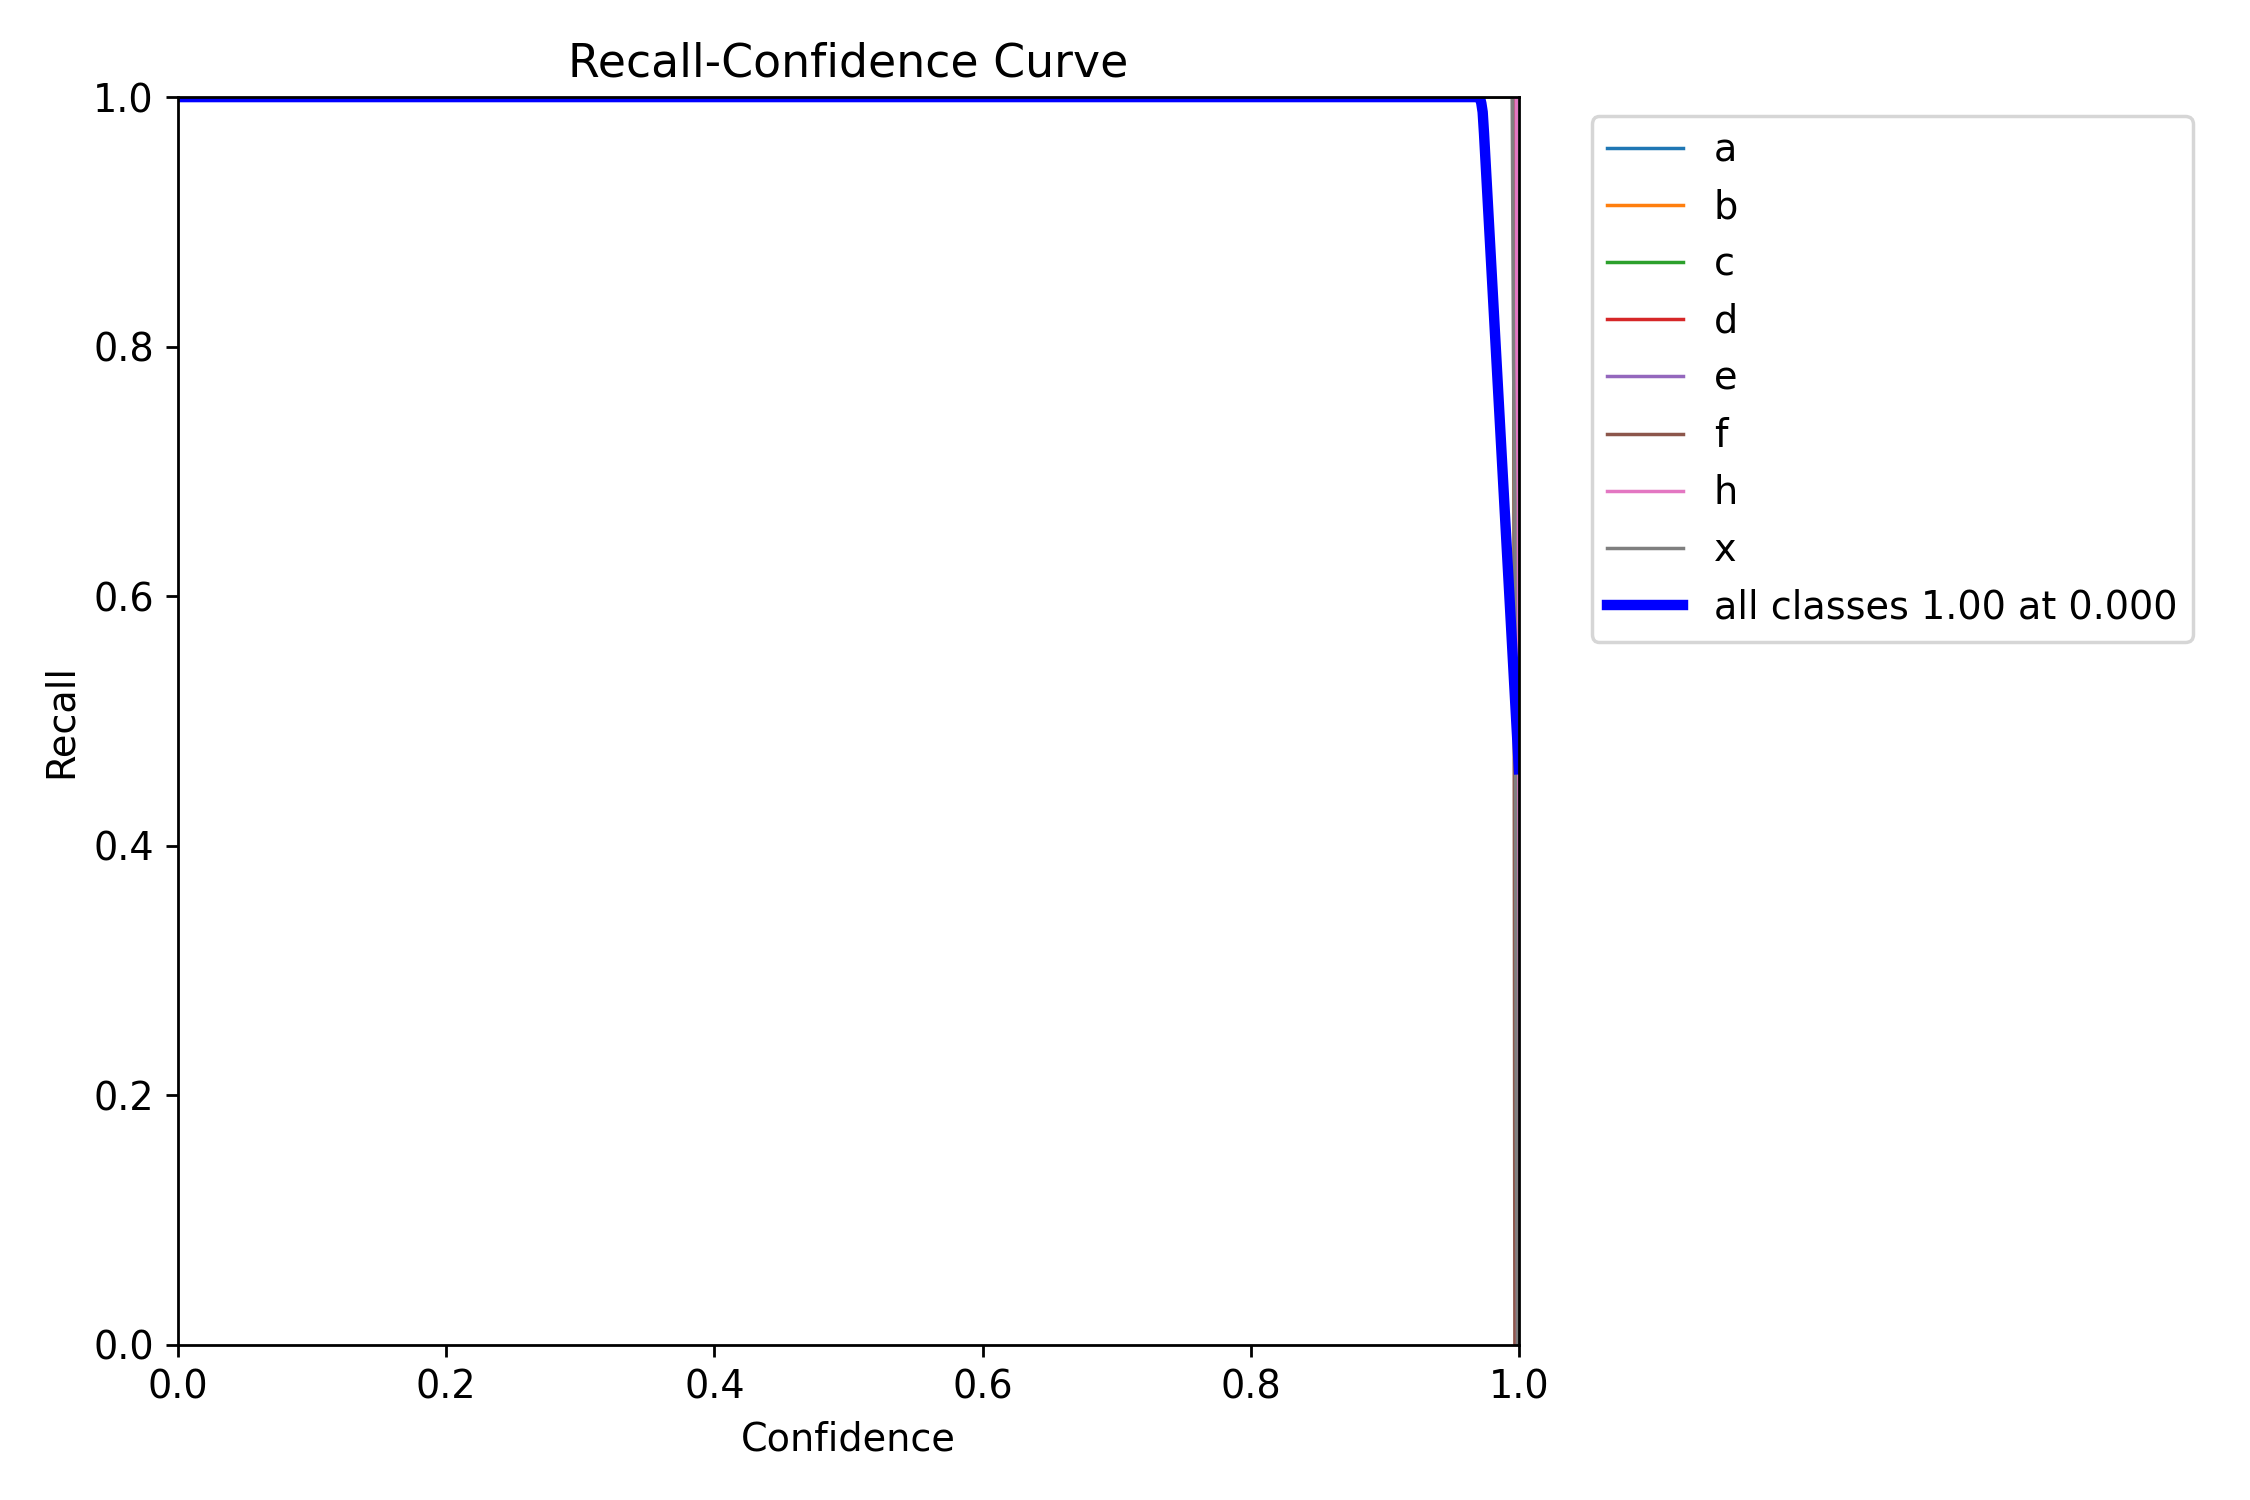 Recall-Confidence Curve
1.0
0.8
0.6
0.4
0.2
0.0
Recall
0.0 0.2 0.4 0.6 0.8 1.0
Confidence
a
b
c
d
e
f
h
x
all classes 1.00 at 0.000